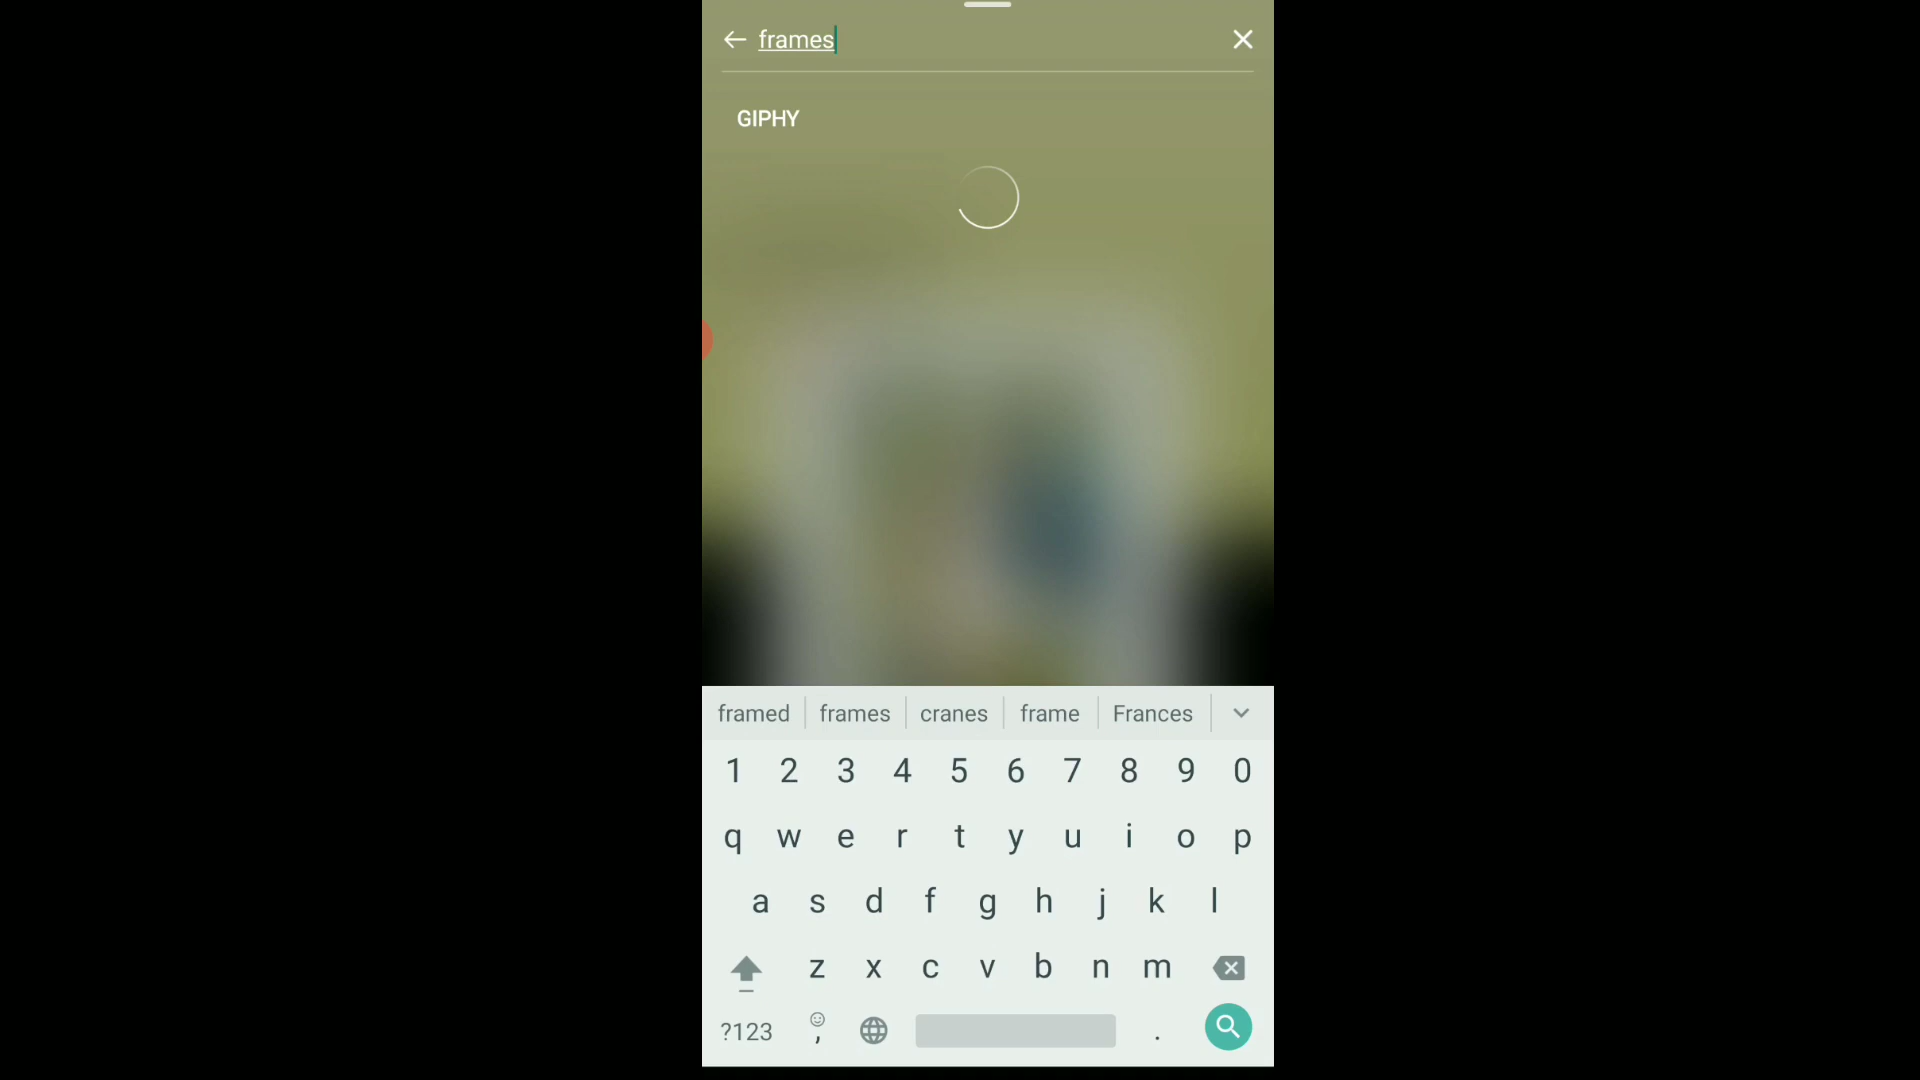 frames
GIPHY
framed frames cranes frame Frances
1 2 3 4 5 6 7 8 9 0
q w e r t y u i o p
a s d f g h j k l
z x c v b n m
?123 , .